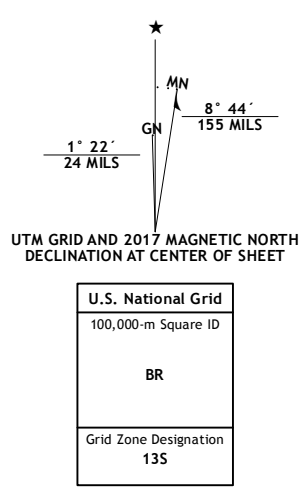 MN
GN
8° 44´
155 MILS
1° 22´
24 MILS
UTM GRID AND 2017 MAGNETIC NORTH
DECLINATION AT CENTER OF SHEET
U.S. National Grid
100,000-m Square ID
BR
Grid Zone Designation
13S